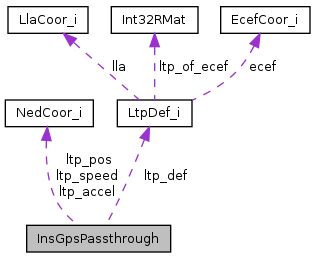 LlaCoor_i
Int32RMat
EcefCoor_i
lla
ltp_of_ecef
ecef
NedCoor_i
LtpDef_i
ltp_pos
ltp_speed
ltp_accel
ltp_def
InsGpsPassthrough